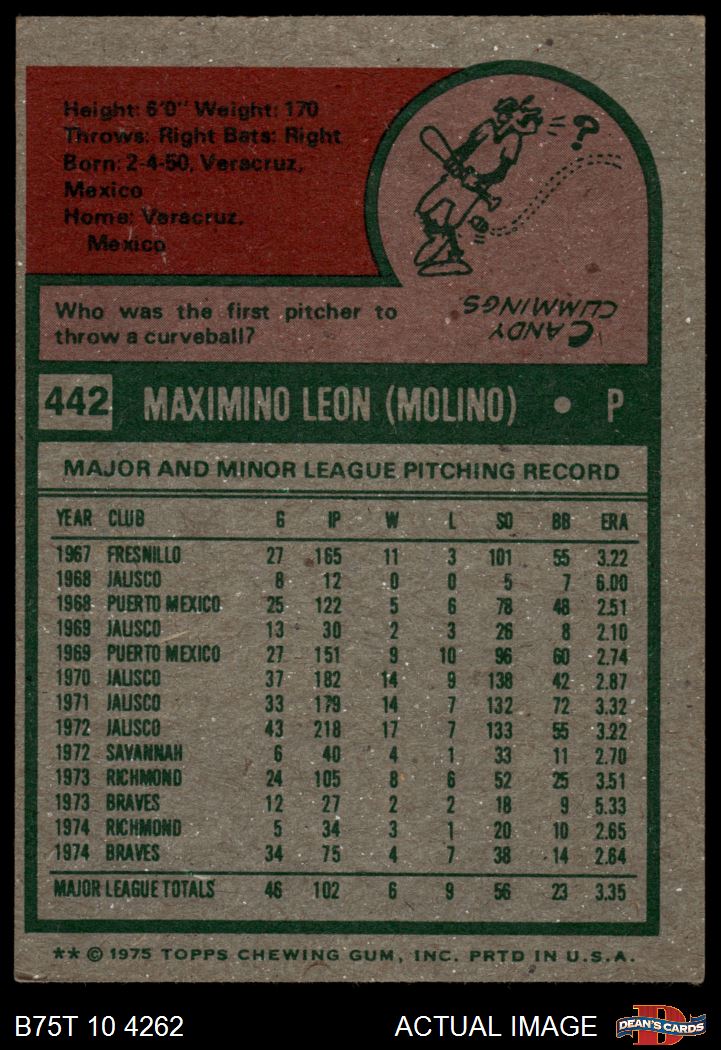 Height: 6'0" Weight: 170
Throws: Right Bats: Right
Born: 2-4-50, Veracruz,
Mexico
Home: Veracruz,
Mexico
?
Who was the first pitcher to
throw a curveball?
CANDY
CUMMINGS
442 MAXIMINO LEON (MOLINO) • P
MAJOR AND MINOR LEAGUE PITCHING RECORD
YEAR CLUB G IP W L SO BB ERA
1967 FRESNILLO 27 165 11 3 101 55 3.22
1968 JALISCO 8 12 0 0 5 7 6.00
1968 PUERTO MEXICO 25 122 5 6 78 48 2.51
1969 JALISCO 13 30 2 3 26 8 2.10
1969 PUERTO MEXICO 27 151 9 10 96 60 2.74
1970 JALISCO 37 182 14 9 138 42 2.87
1971 JALISCO 33 179 14 7 132 72 3.32
1972 JALISCO 43 218 17 7 133 55 3.22
1972 SAVANNAH 6 40 4 1 33 11 2.70
1973 RICHMOND 24 105 8 6 52 25 3.51
1973 BRAVES 12 27 2 2 18 9 5.33
1974 RICHMOND 5 34 3 1 20 10 2.65
1974 BRAVES 34 75 4 7 38 14 2.64
MAJOR LEAGUE TOTALS 46 102 6 9 56 23 3.35
** © 1975 TOPPS CHEWING GUM, INC. PRTD IN U.S.A.
B75T 10 4262 ACTUAL IMAGE
D
DEAN'S CARDS